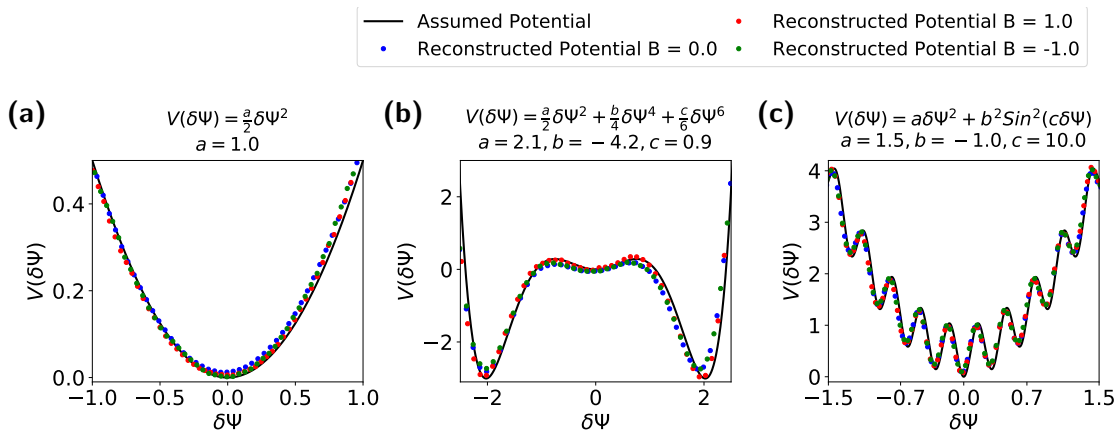 Assumed Potential
Reconstructed Potential B = 0.0
Reconstructed Potential B = 1.0
Reconstructed Potential B = -1.0
(a)
V(δΨ) = a/2 δΨ²
a = 1.0
0.4
0.2
0.0
V(δΨ)
−1.0 −0.5 0.0 0.5 1.0
δΨ
(b)
V(δΨ) = a/2 δΨ² + b/4 δΨ⁴ + c/6 δΨ⁶
a = 2.1, b = − 4.2, c = 0.9
2
0
−2
V(δΨ)
−2 0 2
δΨ
(c)
V(δΨ) = aδΨ² + b²Sin²(cδΨ)
a = 1.5, b = − 1.0, c = 10.0
4
3
2
1
0
V(δΨ)
−1.5 −0.7 0.0 0.7 1.5
δΨ